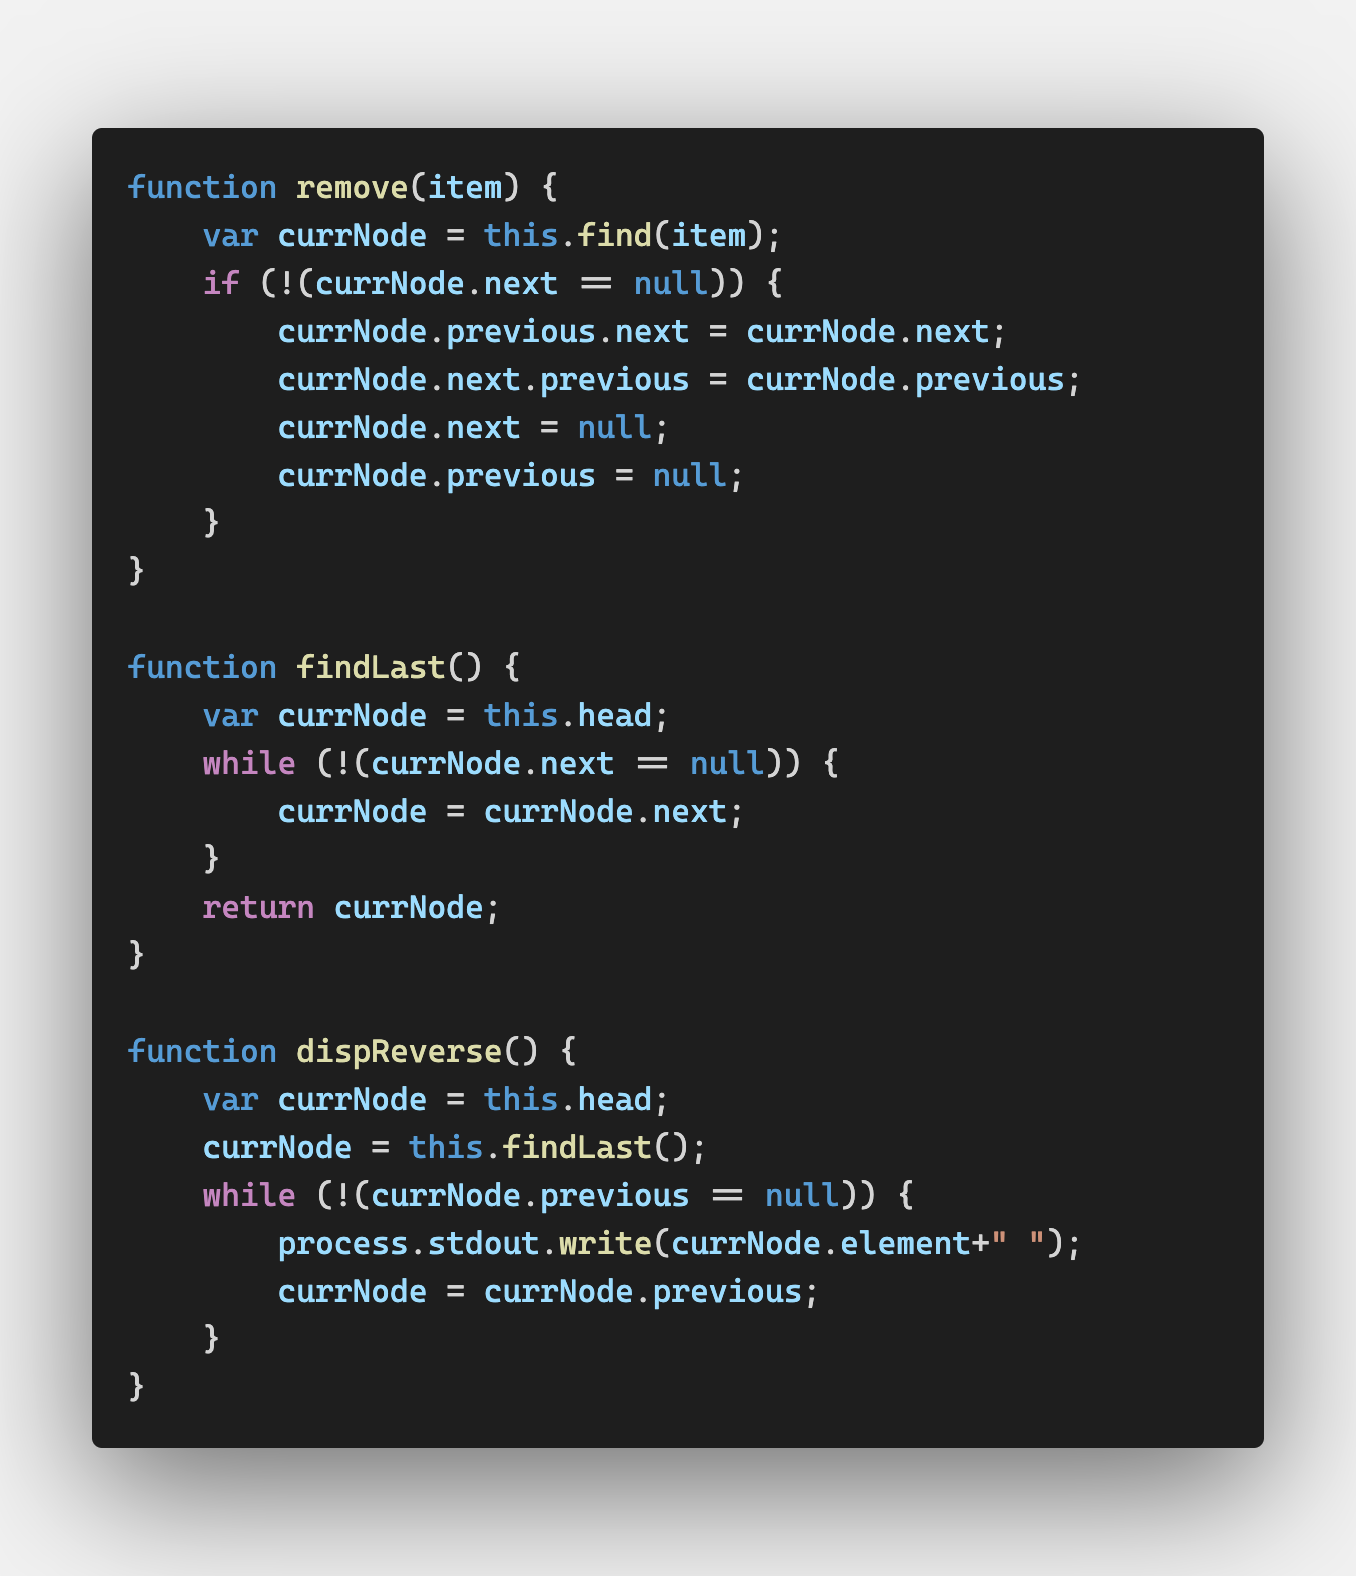 function remove(item) {
    var currNode = this.find(item);
    if (!(currNode.next == null)) {
        currNode.previous.next = currNode.next;
        currNode.next.previous = currNode.previous;
        currNode.next = null;
        currNode.previous = null;
    }
}

function findLast() {
    var currNode = this.head;
    while (!(currNode.next == null)) {
        currNode = currNode.next;
    }
    return currNode;
}

function dispReverse() {
    var currNode = this.head;
    currNode = this.findLast();
    while (!(currNode.previous == null)) {
        process.stdout.write(currNode.element+" ");
        currNode = currNode.previous;
    }
}